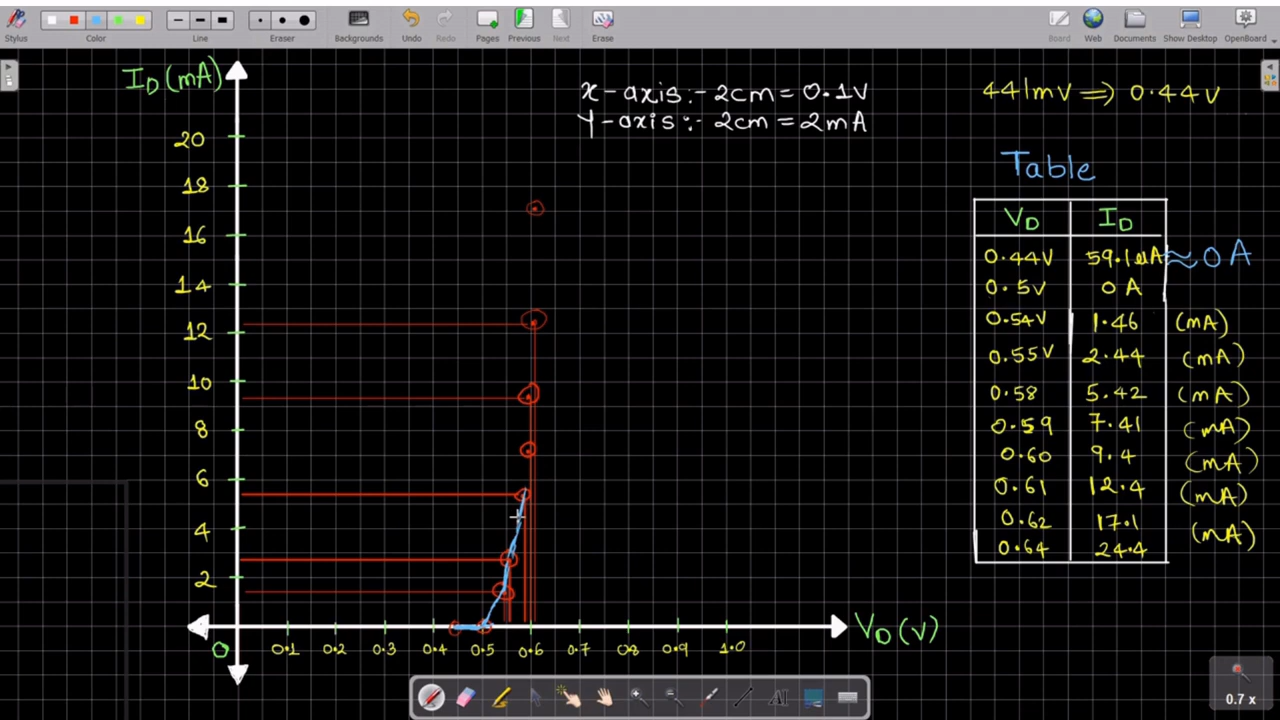 Stylus
Color
Line
Eraser
Backgrounds
Undo
Redo
Pages
Previous
Next
Erase
Board
Web
Documents
Show Desktop
OpenBoard
ID (mA)
x-axis:- 2cm = 0.1V
Y-axis:- 2cm = 2mA
441mV ⇒ 0.44V
Table
VD ID
0.44V 59.1uA ≈ 0 A
0.5V 0 A
0.54V 1.46 (mA)
0.55V 2.44 (mA)
0.58 5.42 (mA)
0.59 7.41 (mA)
0.60 9.4 (mA)
0.61 12.4 (mA)
0.62 17.1 (mA)
0.64 24.4
20
18
16
14
12
10
8
6
4
2
0 0.1 0.2 0.3 0.4 0.5 0.6 0.7 0.8 0.9 1.0
VD (v)
AI
0.7 x